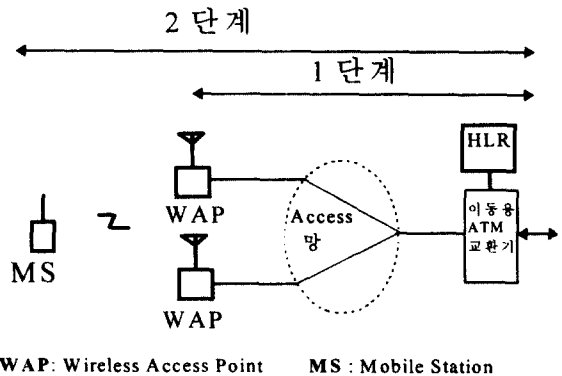 2 단계
1 단계
HLR
WAP
Access
망
이동용
ATM
교환기
MS
WAP
WAP: Wireless Access Point MS : Mobile Station